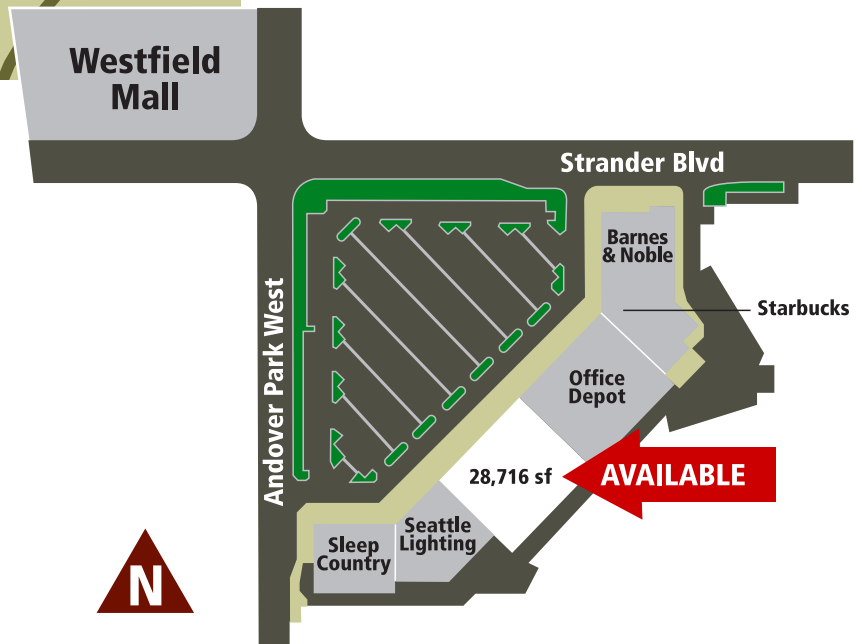 Westfield
Mall
Strander Blvd
Barnes
& Noble
Starbucks
Andover Park West
Office
Depot
28,716 sf
AVAILABLE
Seattle
Lighting
Sleep
Country
N